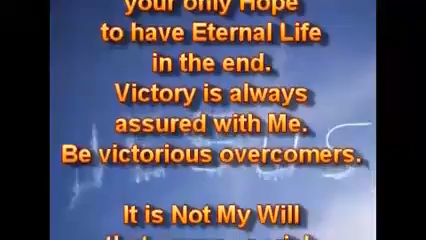 your only Hope
to have Eternal Life
in the end.
Victory is always
assured with Me.
Be victorious overcomers.
It is Not My Will
that